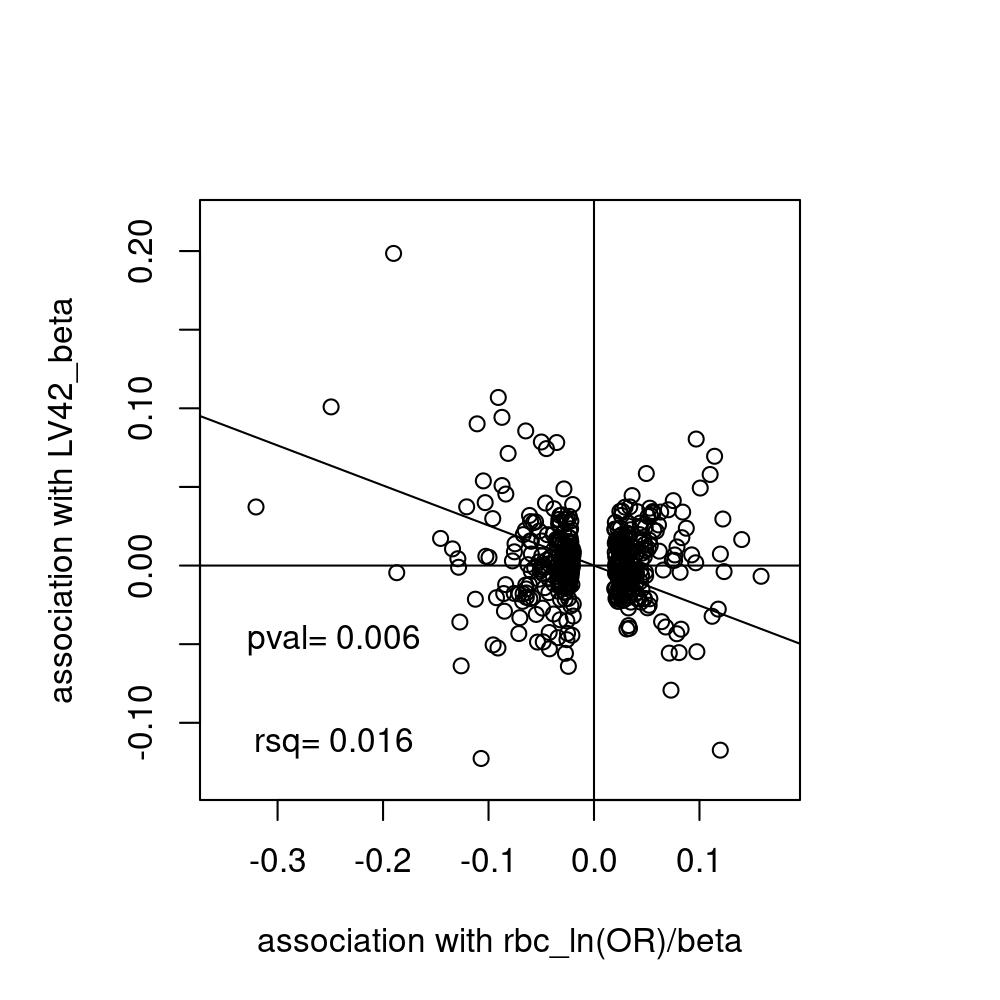 association with LV42_beta
0.20
0.10
0.00
-0.10
pval= 0.006
rsq= 0.016
-0.3 -0.2 -0.1 0.0 0.1
association with rbc_ln(OR)/beta